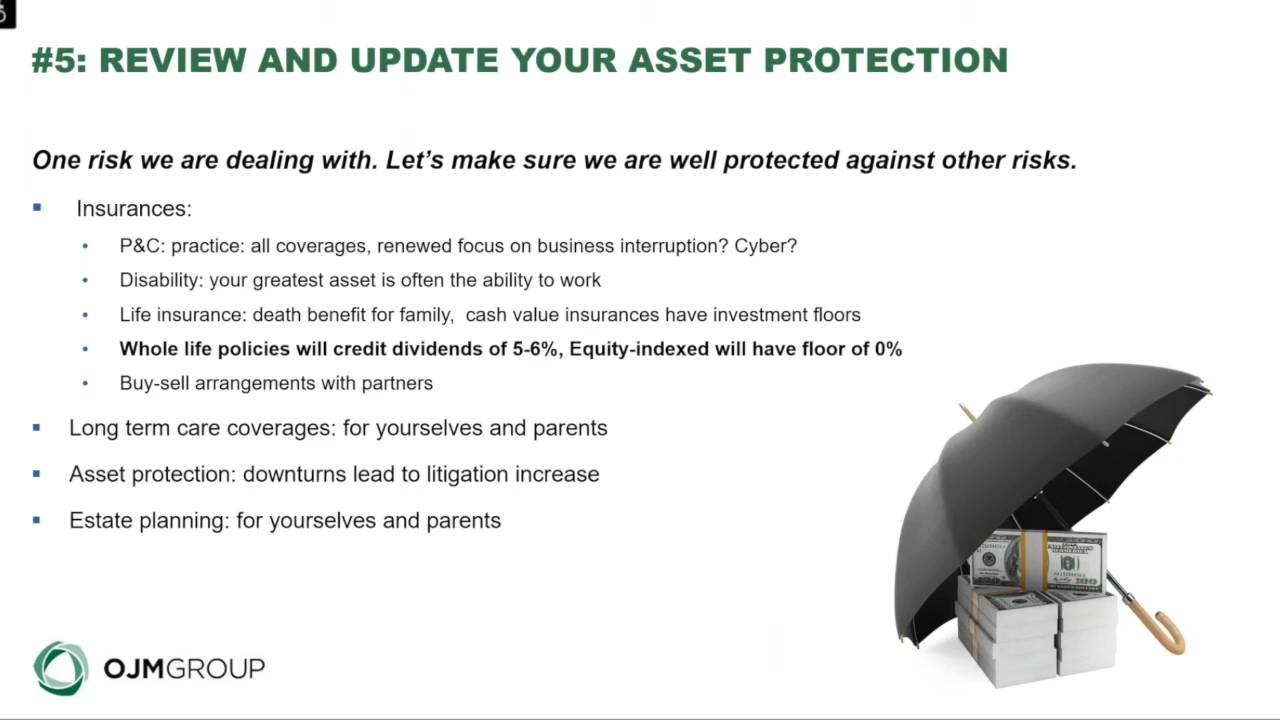 #5: REVIEW AND UPDATE YOUR ASSET PROTECTION
One risk we are dealing with. Let's make sure we are well protected against other risks.
Insurances:
P&C: practice: all coverages, renewed focus on business interruption? Cyber?
Disability: your greatest asset is often the ability to work
Life insurance: death benefit for family, cash value insurances have investment floors
Whole life policies will credit dividends of 5-6%, Equity-indexed will have floor of 0%
Buy-sell arrangements with partners
Long term care coverages: for yourselves and parents
Asset protection: downturns lead to litigation increase
Estate planning: for yourselves and parents
100
OJMGROUP